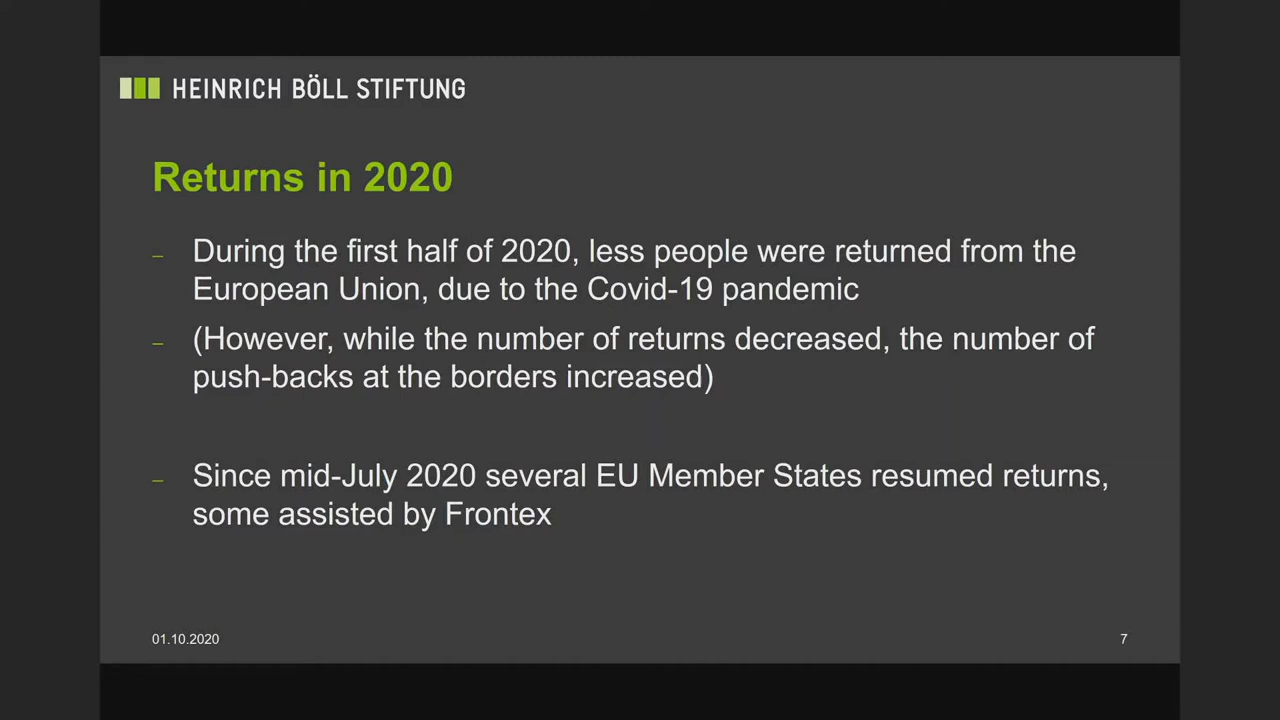 HEINRICH BÖLL STIFTUNG
Returns in 2020
– During the first half of 2020, less people were returned from the
European Union, due to the Covid-19 pandemic
– (However, while the number of returns decreased, the number of
push-backs at the borders increased)
– Since mid-July 2020 several EU Member States resumed returns,
some assisted by Frontex
01.10.2020
7